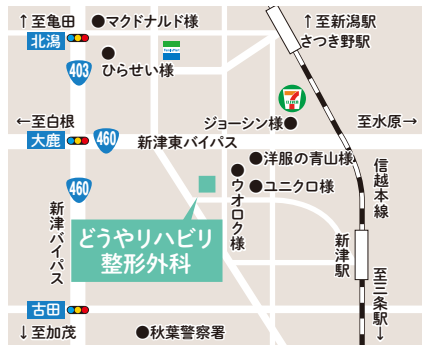 ↑至亀田
●マクドナルド様
↑至新潟駅
さつき野駅
北潟
403
FamilyMart
ひらせい様
7
ELEVEN
←至白根
ジョーシン様●
至水原→
大鹿
460
新津東バイパス
●洋服の青山様
●ユニクロ様
ウオロク様
信越本線
460
新津バイパス
どうやリハビリ
整形外科
新津駅
至三条駅↓
古田
↓至加茂
●秋葉警察署